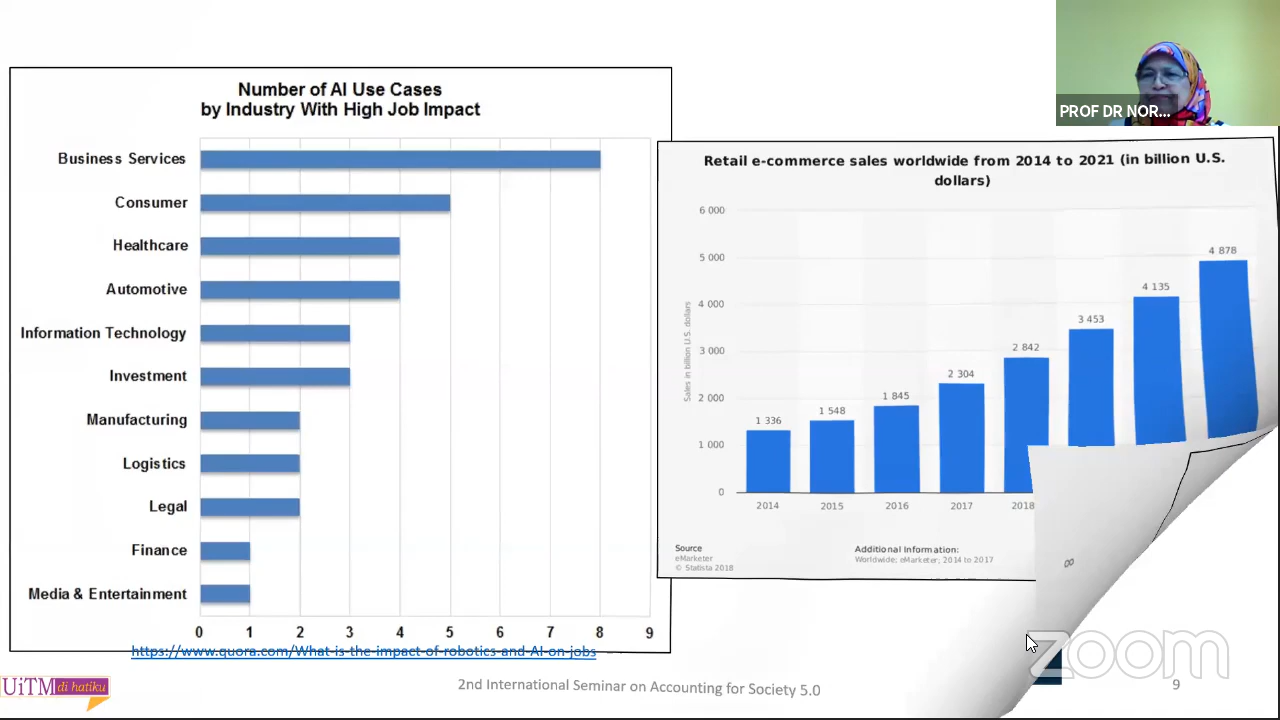 PROF DR NOR...
Number of AI Use Cases
by Industry With High Job Impact
Business Services
Consumer
Healthcare
Automotive
Information Technology
Investment
Manufacturing
Logistics
Legal
Finance
Media & Entertainment
0 1 2 3 4 5 6 7 8 9
https://www.quora.com/What-is-the-impact-of-robotics-and-AI-on-jobs
Retail e-commerce sales worldwide from 2014 to 2021 (in billion U.S.
dollars)
Sales in billion U.S. dollars
6 000
5 000
4 000
3 000
2 000
1 000
0
1 336
1 548
1 845
2 304
2 842
3 453
4 135
4 878
2014 2015 2016 2017 2018
Source
eMarketer
© Statista 2018
Additional Information:
Worldwide; eMarketer; 2014 to 2017
8
zoom
UiTM di hatiku
2nd International Seminar on Accounting for Society 5.0
9